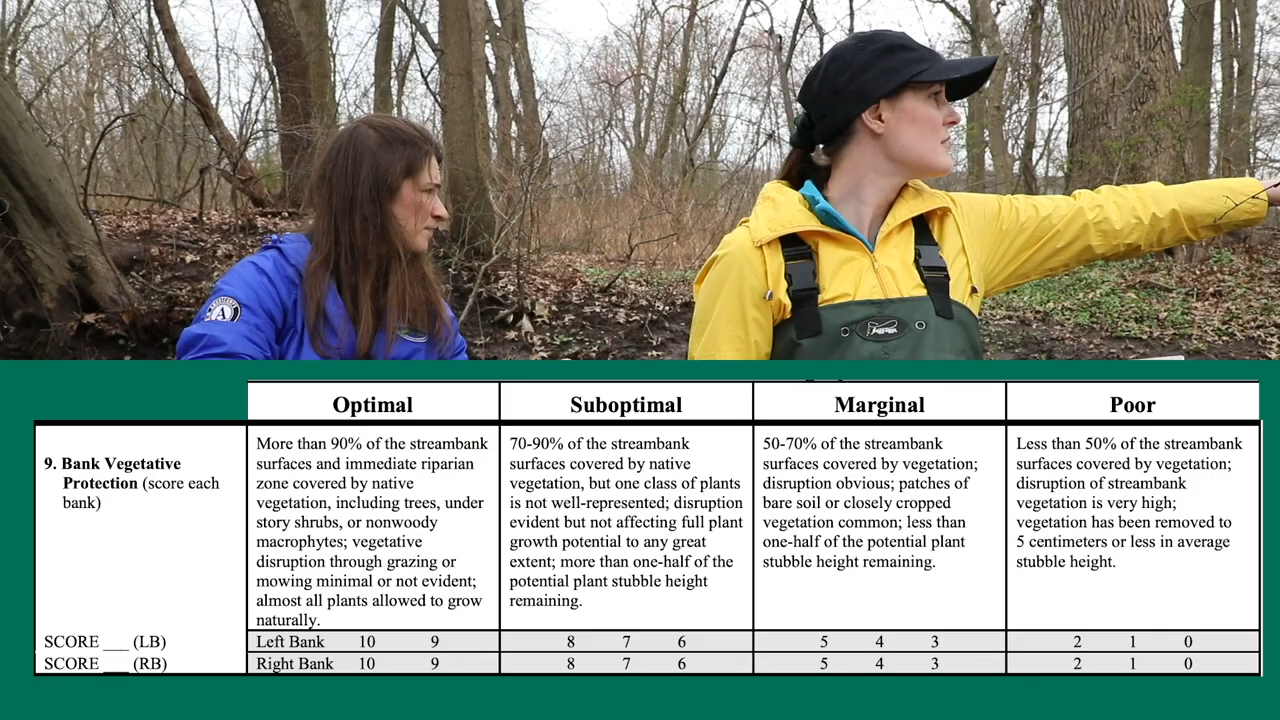 A
Optimal
Suboptimal
Marginal
Poor
9. Bank Vegetative
Protection (score each
bank)
More than 90% of the streambank
surfaces and immediate riparian
zone covered by native
vegetation, including trees, under
story shrubs, or nonwoody
macrophytes; vegetative
disruption through grazing or
mowing minimal or not evident;
almost all plants allowed to grow
naturally.
70-90% of the streambank
surfaces covered by native
vegetation, but one class of plants
is not well-represented; disruption
evident but not affecting full plant
growth potential to any great
extent; more than one-half of the
potential plant stubble height
remaining.
50-70% of the streambank
surfaces covered by vegetation;
disruption obvious; patches of
bare soil or closely cropped
vegetation common; less than
one-half of the potential plant
stubble height remaining.
Less than 50% of the streambank
surfaces covered by vegetation;
disruption of streambank
vegetation is very high;
vegetation has been removed to
5 centimeters or less in average
stubble height.
SCORE ___ (LB) Left Bank 10 9 8 7 6 5 4 3 2 1 0
SCORE ___ (RB) Right Bank 10 9 8 7 6 5 4 3 2 1 0